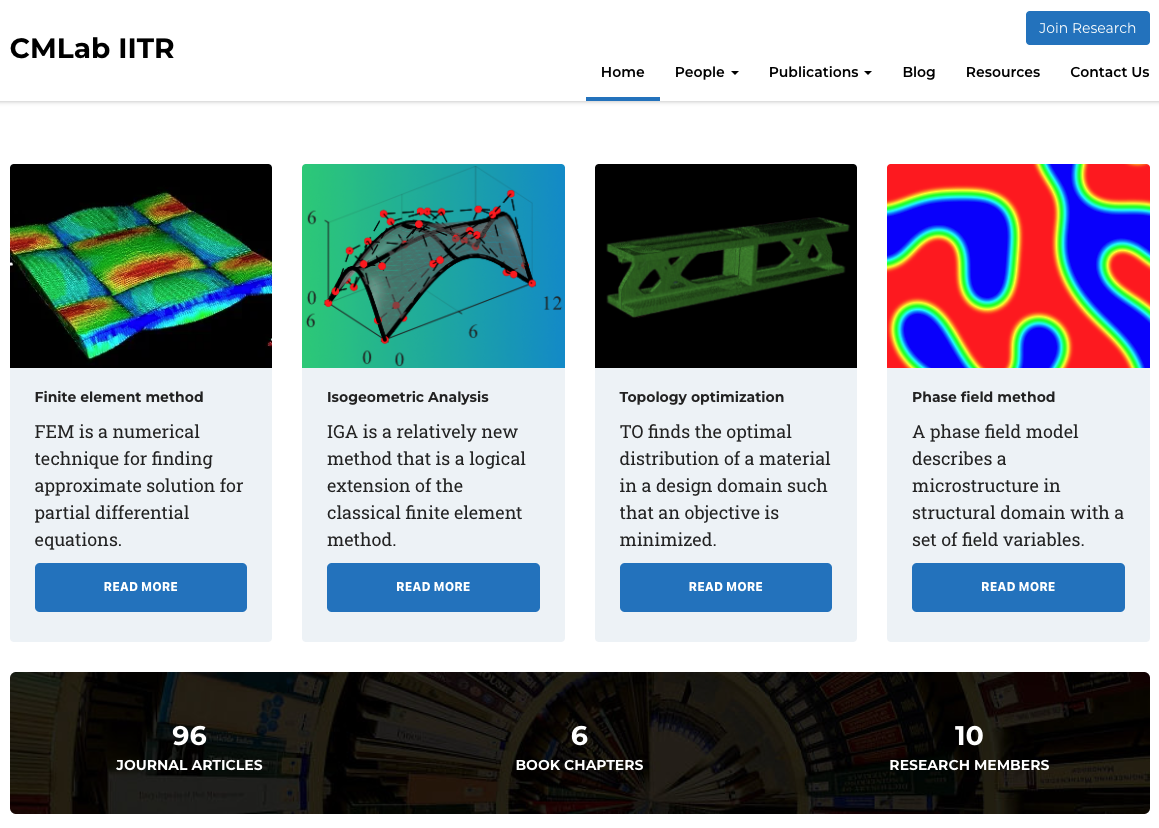 Join Research
CMLab IITR
Home People Publications Blog Resources Contact Us
6
0
6
0
0
6
12
Finite element method
FEM is a numerical
technique for finding
approximate solution for
partial differential
equations.
READ MORE
Isogeometric Analysis
IGA is a relatively new
method that is a logical
extension of the
classical finite element
method.
READ MORE
Topology optimization
TO finds the optimal
distribution of a material
in a design domain such
that an objective is
minimized.
READ MORE
Phase field method
A phase field model
describes a
microstructure in
structural domain with a
set of field variables.
READ MORE
96
JOURNAL ARTICLES
6
BOOK CHAPTERS
10
RESEARCH MEMBERS